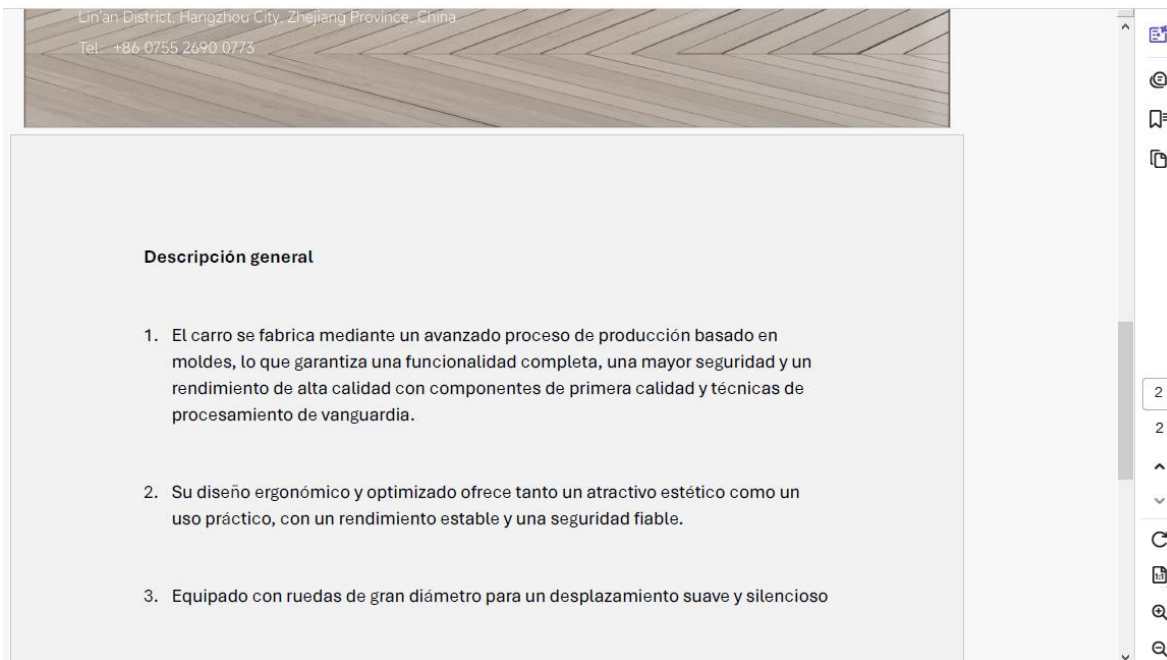 Lin'an District, Hangzhou City, Zhejiang Province, China
Tel: +86 0755 2690 0773
Descripción general
1. El carro se fabrica mediante un avanzado proceso de producción basado en
moldes, lo que garantiza una funcionalidad completa, una mayor seguridad y un
rendimiento de alta calidad con componentes de primera calidad y técnicas de
procesamiento de vanguardia.
2. Su diseño ergonómico y optimizado ofrece tanto un atractivo estético como un
uso práctico, con un rendimiento estable y una seguridad fiable.
3. Equipado con ruedas de gran diámetro para un desplazamiento suave y silencioso
2
2
1:1